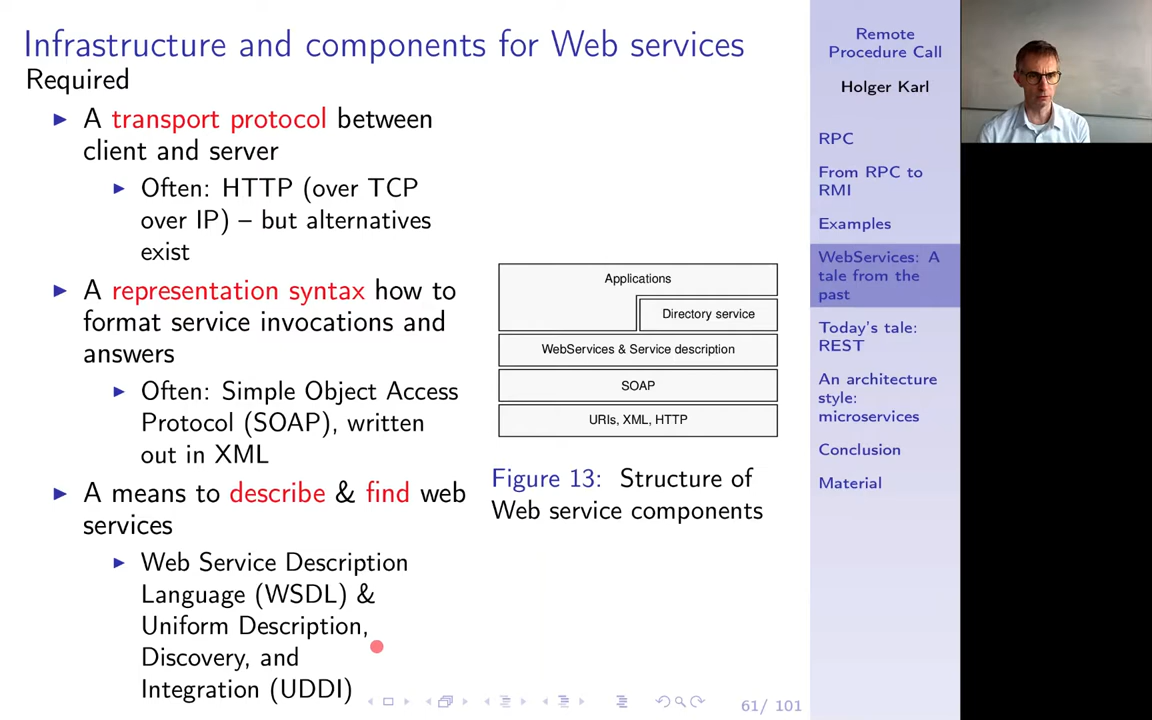 Infrastructure and components for Web services
Required
A transport protocol between
client and server
Often: HTTP (over TCP
over IP) – but alternatives
exist
A representation syntax how to
format service invocations and
answers
Often: Simple Object Access
Protocol (SOAP), written
out in XML
A means to describe & find web
services
Web Service Description
Language (WSDL) &
Uniform Description,
Discovery, and
Integration (UDDI)
Applications
Directory service
WebServices & Service description
SOAP
URIs, XML, HTTP
Figure 13: Structure of
Web service components
61/ 101
Remote
Procedure Call
Holger Karl
RPC
From RPC to
RMI
Examples
WebServices: A
tale from the
past
Today's tale:
REST
An architecture
style:
microservices
Conclusion
Material